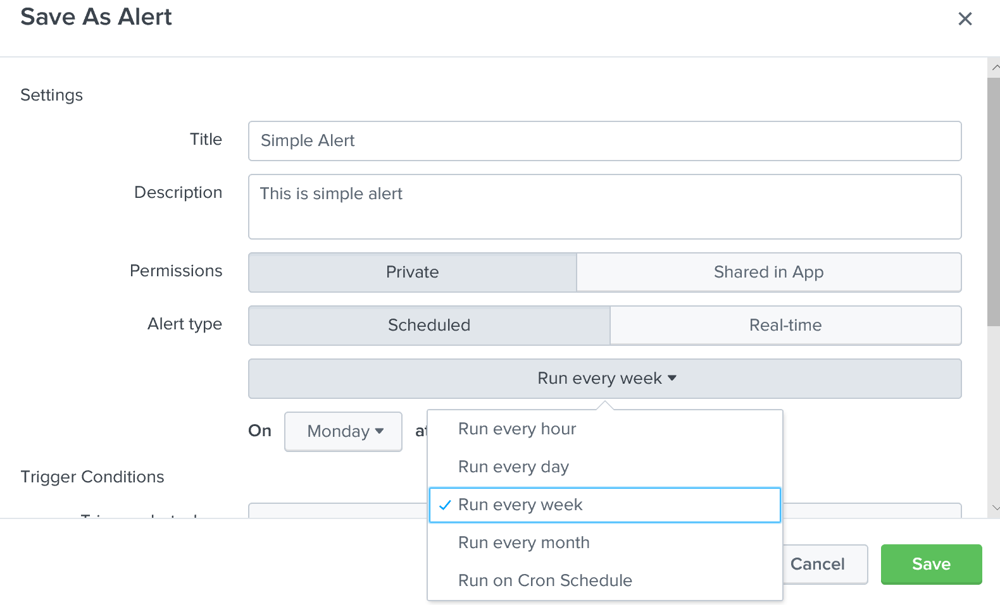 Save As Alert
Settings
Title
Simple Alert
Description
This is simple alert
Permissions
Private
Shared in App
Alert type
Scheduled
Real-time
Run every week
On
Monday
Run every hour
Run every day
Run every week
Run every month
Run on Cron Schedule
Trigger Conditions
Cancel
Save